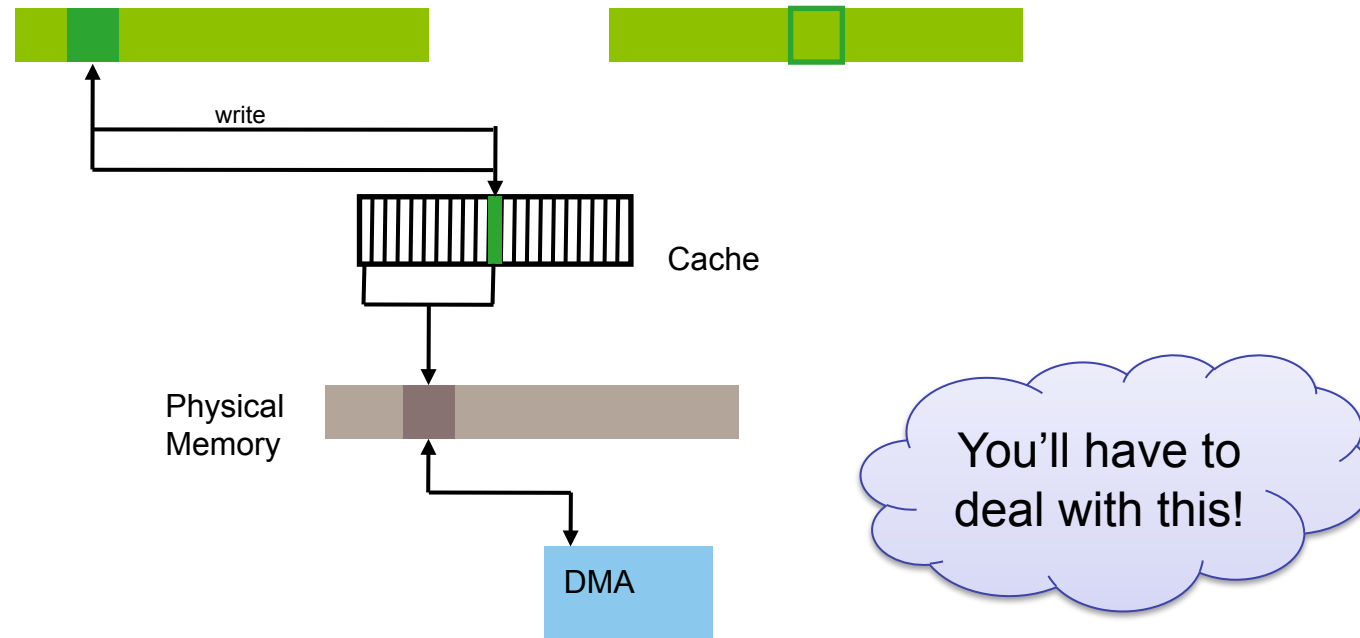 write
Cache
Physical
Memory
You’ll have to
deal with this!
DMA